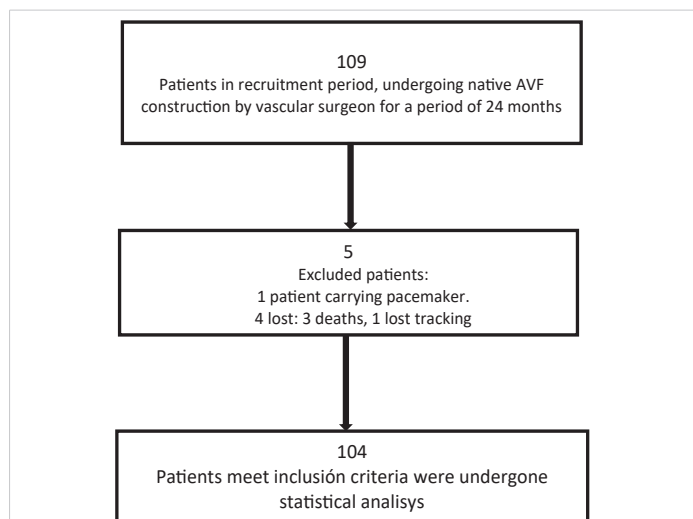 109
Patients in recruitment period, undergoing native AVF
construction by vascular surgeon for a period of 24 months
5
Excluded patients:
1 patient carrying pacemaker.
4 lost: 3 deaths, 1 lost tracking
104
Patients meet inclusión criteria were undergone
statistical analisys